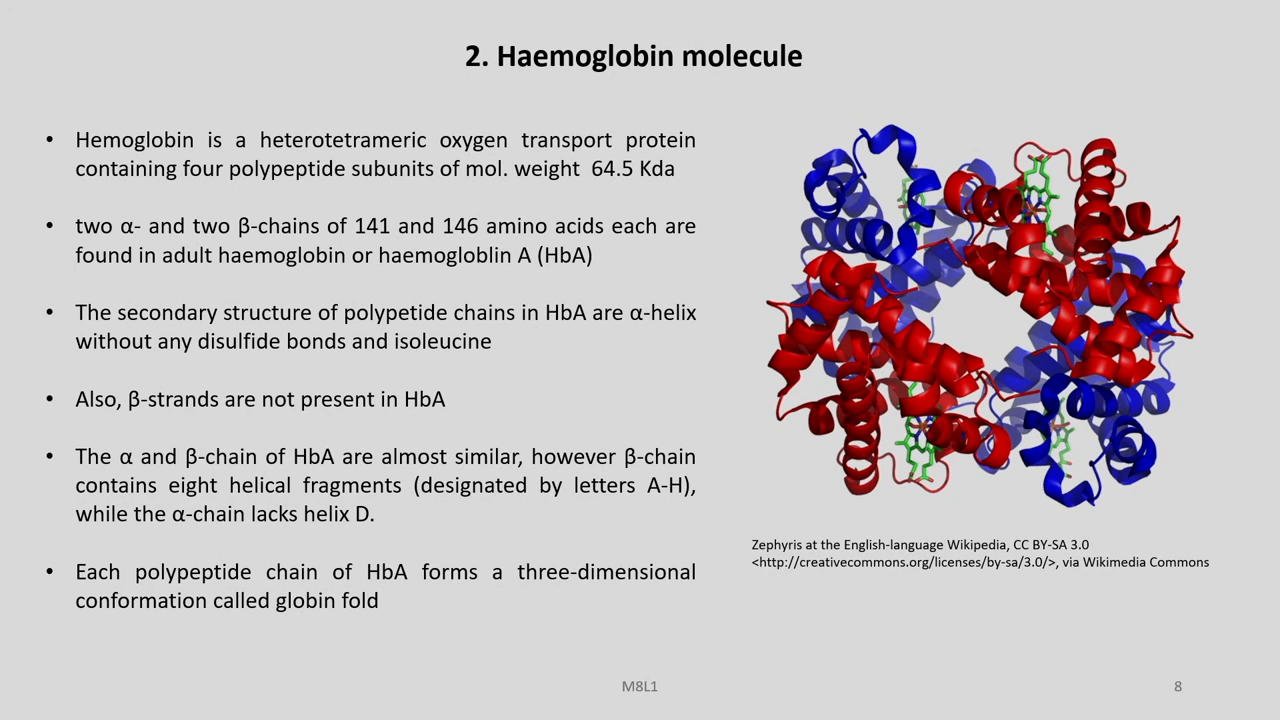 2. Haemoglobin molecule
• Hemoglobin is a heterotetrameric oxygen transport protein
containing four polypeptide subunits of mol. weight 64.5 Kda
• two α- and two β-chains of 141 and 146 amino acids each are
found in adult haemoglobin or haemogloblin A (HbA)
• The secondary structure of polypetide chains in HbA are α-helix
without any disulfide bonds and isoleucine
• Also, β-strands are not present in HbA
• The α and β-chain of HbA are almost similar, however β-chain
contains eight helical fragments (designated by letters A-H),
while the α-chain lacks helix D.
• Each polypeptide chain of HbA forms a three-dimensional
conformation called globin fold
Zephyris at the English-language Wikipedia, CC BY-SA 3.0
<http://creativecommons.org/licenses/by-sa/3.0/>, via Wikimedia Commons
M8L1
8